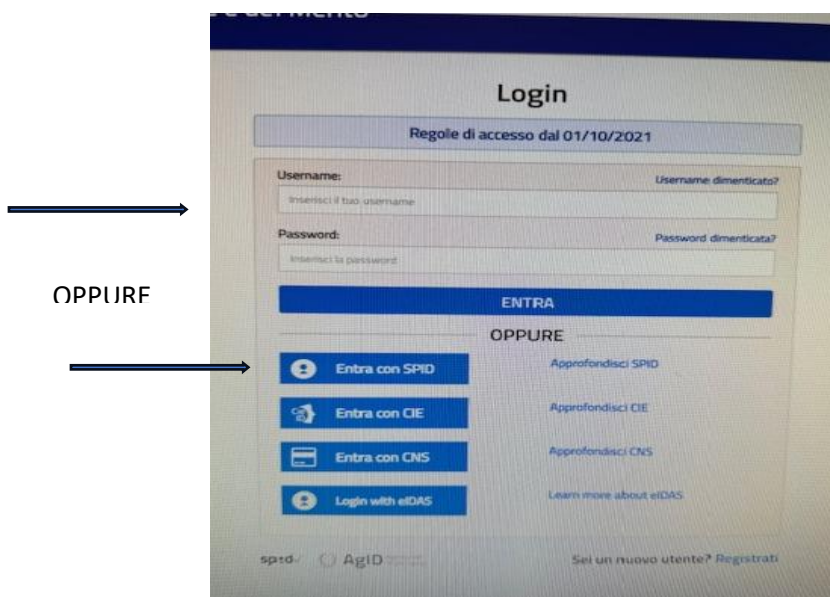 Login
Regole di accesso dal 01/10/2021
Username:
Username dimenticato?
Inserisci il tuo username
Password:
Password dimenticata?
Inserisci la password
ENTRA
OPPURE
OPPURE
Entra con SPID
Approfondisci SPID
Entra con CIE
Approfondisci CIE
Entra con CNS
Approfondisci CNS
Login with eIDAS
Learn more about eIDAS
spid
AgID
Sei un nuovo utente? Registrati